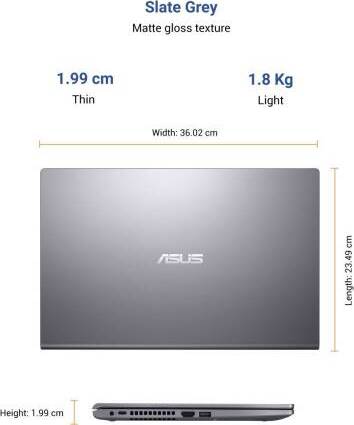 Slate Grey
Matte gloss texture
1.99 cm
1.8 Kg
Thin
Light
Width: 36.02 cm
ASUS
Length: 23.49 cm
Height: 1.99 cm